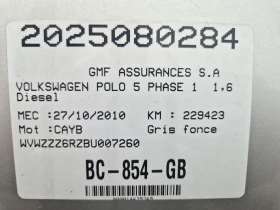 2025080284
GMF ASSURANCES S.A
VOLKSWAGEN POLO 5 PHASE 1 1,6
Diesel
MEC :27/10/2010 KM : 229423
Mot :CAYB Gris fonce
WVWZZZ6RZBU007260
BC-854-GB